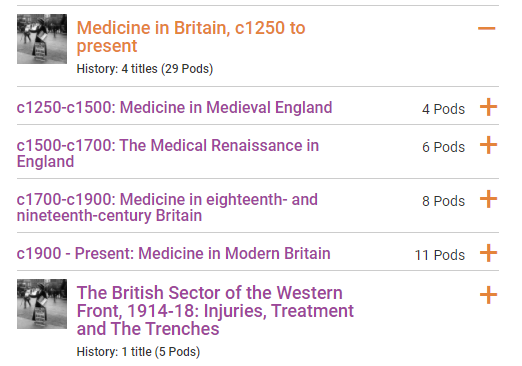 Medicine in Britain, c1250 to
present
History: 4 titles (29 Pods)
c1250-c1500: Medicine in Medieval England
4 Pods
c1500-c1700: The Medical Renaissance in
England
6 Pods
c1700-c1900: Medicine in eighteenth- and
nineteenth-century Britain
8 Pods
c1900 - Present: Medicine in Modern Britain
11 Pods
The British Sector of the Western
Front, 1914-18: Injuries, Treatment
and The Trenches
History: 1 title (5 Pods)